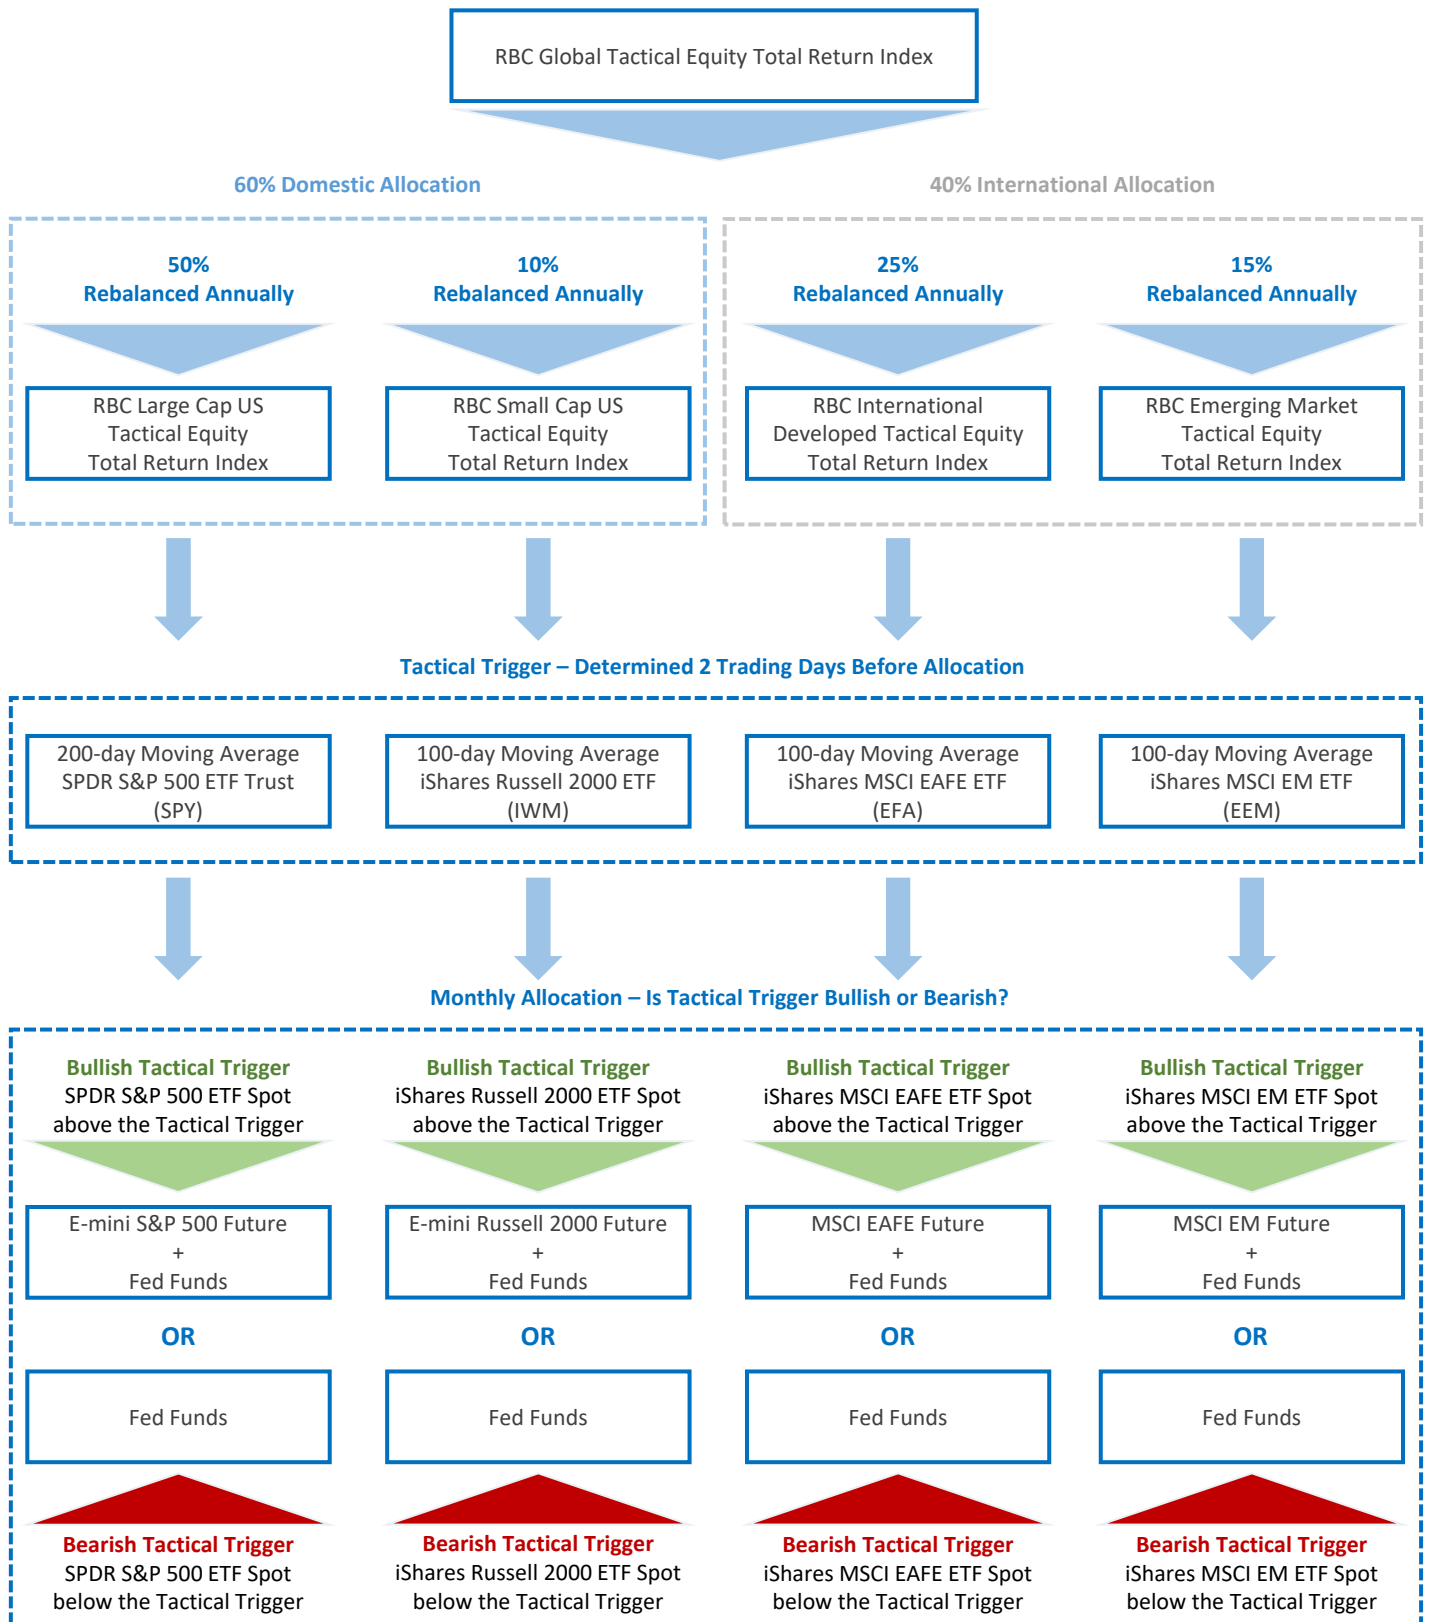 RBC Global Tactical Equity Total Return Index
60% Domestic Allocation
40% International Allocation
50%
Rebalanced Annually
10%
Rebalanced Annually
25%
Rebalanced Annually
15%
Rebalanced Annually
RBC Large Cap US
Tactical Equity
Total Return Index
RBC Small Cap US
Tactical Equity
Total Return Index
RBC International
Developed Tactical Equity
Total Return Index
RBC Emerging Market
Tactical Equity
Total Return Index
Tactical Trigger – Determined 2 Trading Days Before Allocation
200-day Moving Average
SPDR S&P 500 ETF Trust
(SPY)
100-day Moving Average
iShares Russell 2000 ETF
(IWM)
100-day Moving Average
iShares MSCI EAFE ETF
(EFA)
100-day Moving Average
iShares MSCI EM ETF
(EEM)
Monthly Allocation – Is Tactical Trigger Bullish or Bearish?
Bullish Tactical Trigger
SPDR S&P 500 ETF Spot
above the Tactical Trigger
Bullish Tactical Trigger
iShares Russell 2000 ETF Spot
above the Tactical Trigger
Bullish Tactical Trigger
iShares MSCI EAFE ETF Spot
above the Tactical Trigger
Bullish Tactical Trigger
iShares MSCI EM ETF Spot
above the Tactical Trigger
E-mini S&P 500 Future
+
Fed Funds
E-mini Russell 2000 Future
+
Fed Funds
MSCI EAFE Future
+
Fed Funds
MSCI EM Future
+
Fed Funds
OR
OR
OR
OR
Fed Funds
Fed Funds
Fed Funds
Fed Funds
Bearish Tactical Trigger
SPDR S&P 500 ETF Spot
below the Tactical Trigger
Bearish Tactical Trigger
iShares Russell 2000 ETF Spot
below the Tactical Trigger
Bearish Tactical Trigger
iShares MSCI EAFE ETF Spot
below the Tactical Trigger
Bearish Tactical Trigger
iShares MSCI EM ETF Spot
below the Tactical Trigger